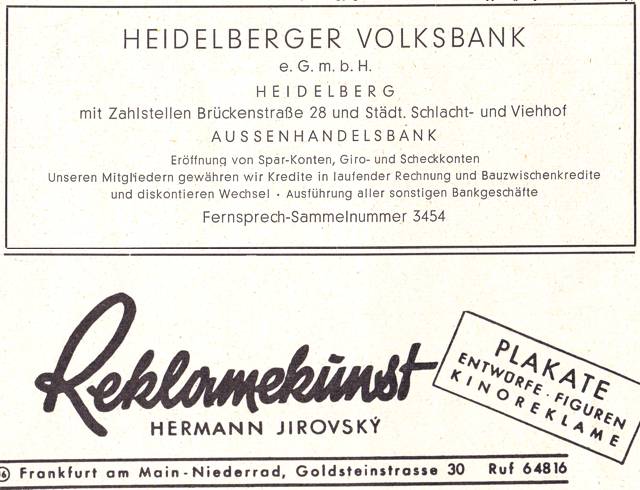 HEIDELBERGER VOLKSBANK
e. G. m. b. H.
HEIDELBERG
mit Zahlstellen Brückenstraße 28 und Städt. Schlacht- und Viehhof
AUSSENHANDELSBANK
Eröffnung von Spar-Konten, Giro- und Scheckkonten
Unseren Mitgliedern gewähren wir Kredite in laufender Rechnung und Bauzwischenkredite
und diskontieren Wechsel · Ausführung aller sonstigen Bankgeschäfte
Fernsprech-Sammelnummer 3454
Reklamekunst
HERMANN JIROVSKÝ
PLAKATE
ENTWÜRFE · FIGUREN
KINOREKLAME
Frankfurt am Main-Niederrad, Goldsteinstrasse 30 Ruf 64816